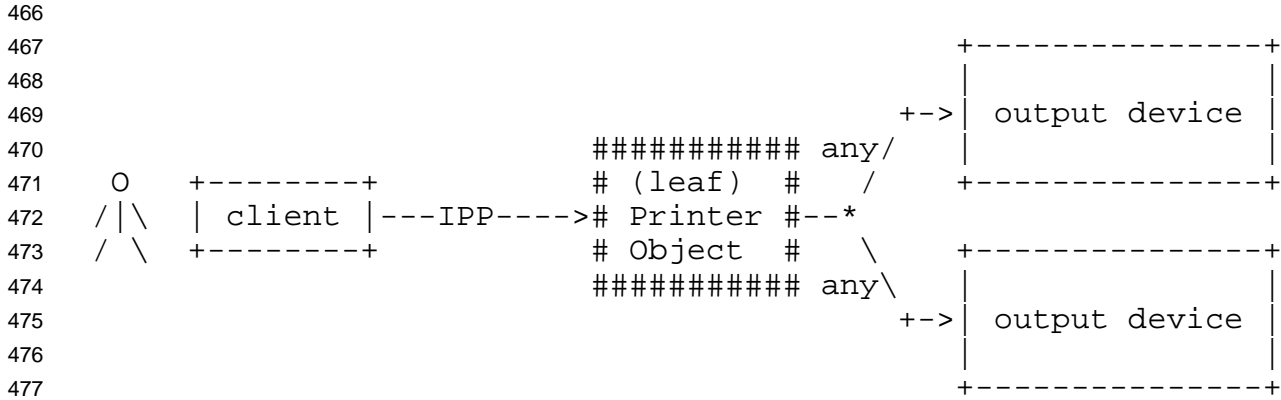 466
467                                                    +---------------+
468                                                    |               |
469                                                 +->| output device |
470                              ########### any/    |               |
471    O    +--------+            # (leaf)  #   /     +---------------+
472   /|\   | client |---IPP----># Printer #--*
473   / \   +--------+            # Object  #   \     +---------------+
474                              ########### any\    |               |
475                                                 +->| output device |
476                                                    |               |
477                                                    +---------------+